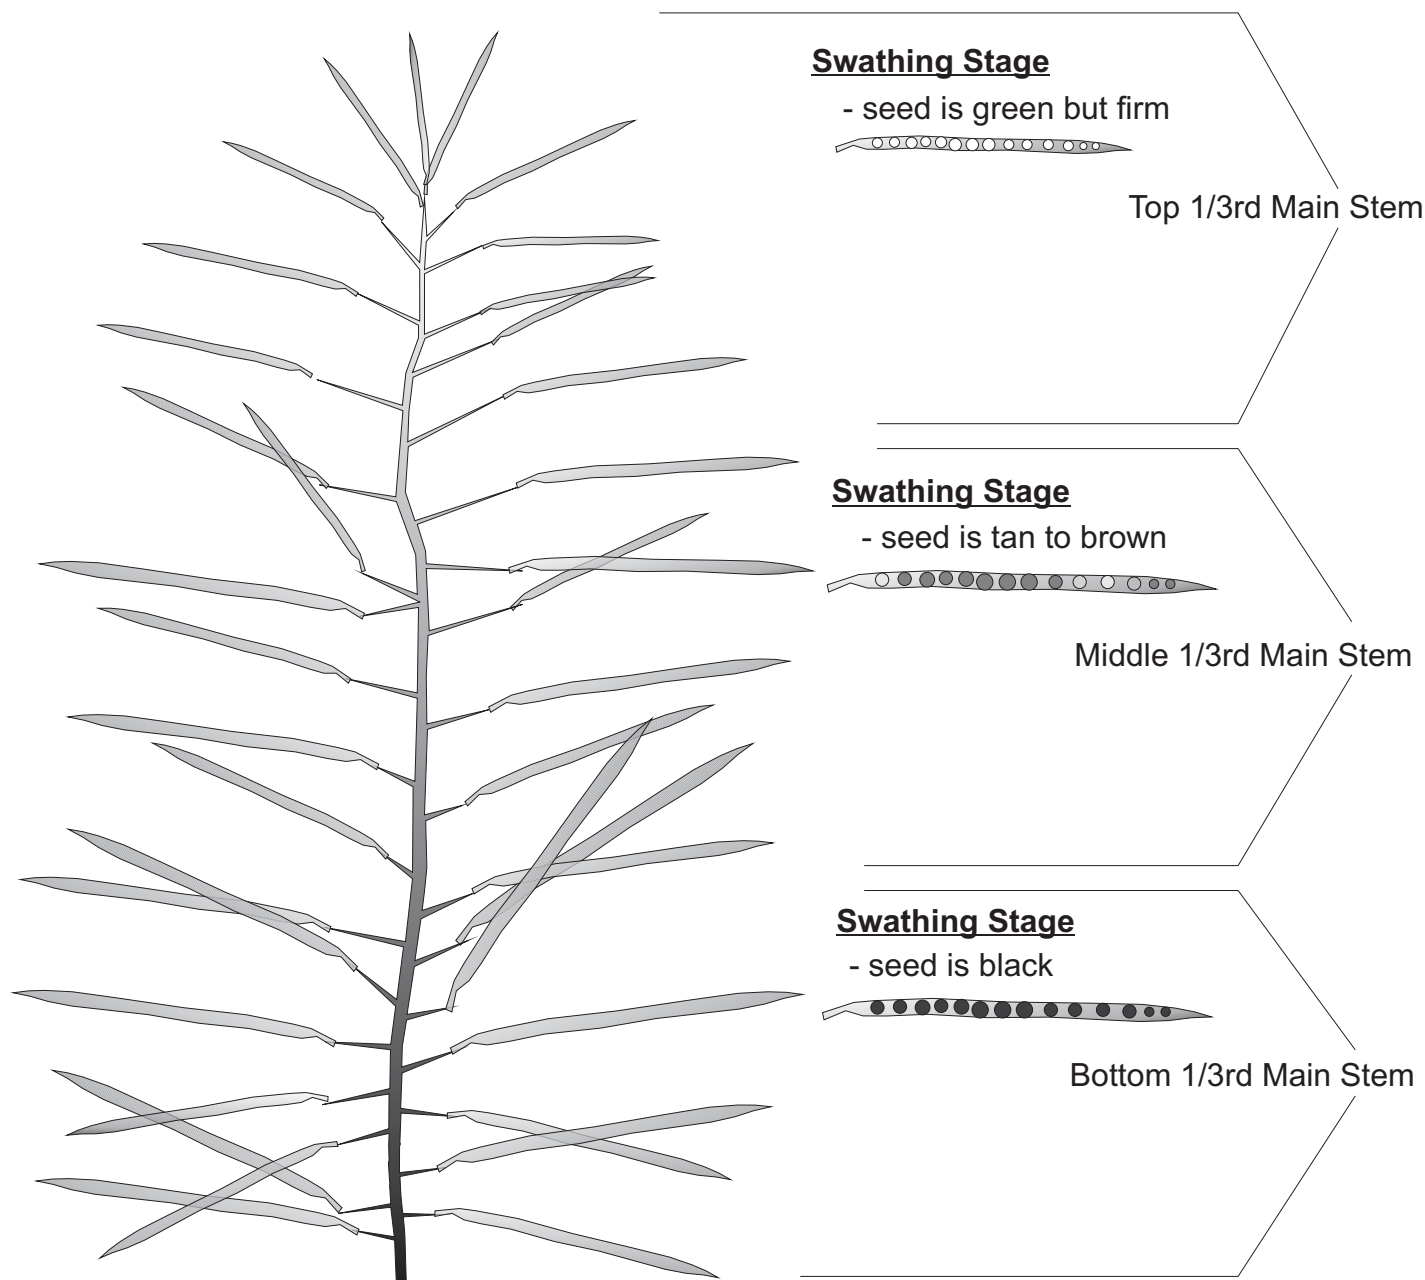 Swathing Stage
- seed is green but firm
Top 1/3rd Main Stem
Swathing Stage
- seed is tan to brown
Middle 1/3rd Main Stem
Swathing Stage
- seed is black
Bottom 1/3rd Main Stem